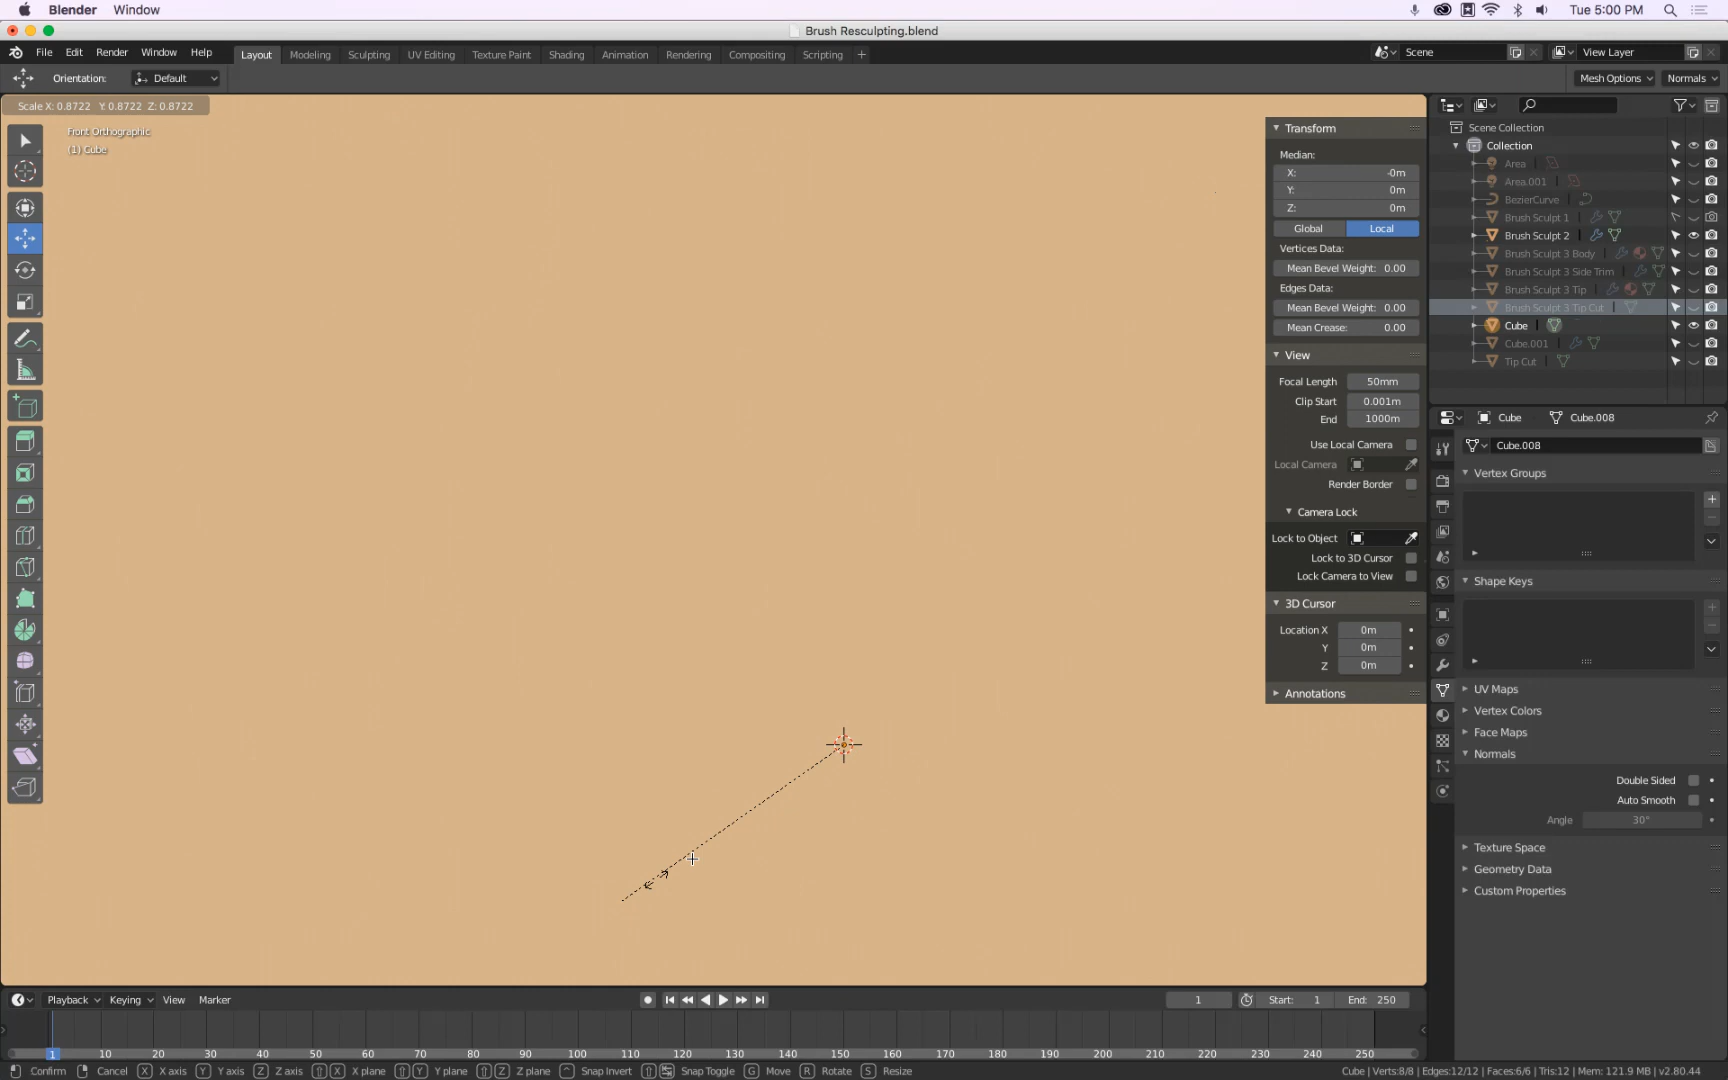 Blender Window Tue 5:00 PM
Brush Resculpting.blend
File Edit Render Window Help Layout Modeling Sculpting UV Editing Texture Paint Shading Animation Rendering Compositing Scripting + Scene View Layer
Orientation: Default Mesh Options Normals
Scale X: 0.8722 Y: 0.8722 Z: 0.8722
Front Orthographic
(1) Cube
Transform
Median:
X: -0m
Y: 0m
Z: 0m
Global Local
Vertices Data:
Mean Bevel Weight: 0.00
Edges Data:
Mean Bevel Weight: 0.00
Mean Crease: 0.00
View
Focal Length 50mm
Clip Start 0.001m
End 1000m
Use Local Camera
Local Camera
Render Border
Camera Lock
Lock to Object
Lock to 3D Cursor
Lock Camera to View
3D Cursor
Location X 0m
Y 0m
Z 0m
Annotations
Scene Collection
Collection
Area
Area.001
BezierCurve
Brush Sculpt 1
Brush Sculpt 2
Brush Sculpt 3 Body
Brush Sculpt 3 Side Trim
Brush Sculpt 3 Tip
Brush Sculpt 3 Tip Cut
Cube
Cube.001
Tip Cut
Cube Cube.008
Cube.008
Vertex Groups
Shape Keys
UV Maps
Vertex Colors
Face Maps
Normals
Double Sided
Auto Smooth
Angle 30°
Texture Space
Geometry Data
Custom Properties
Playback Keying View Marker 1 Start: 1 End: 250
1 10 20 30 40 50 60 70 80 90 100 110 120 130 140 150 160 170 180 190 200 210 220 230 240 250
Confirm Cancel X X axis Y Y axis Z Z axis X X plane Y Y plane Z Z plane ^ Snap Invert Snap Toggle G Move R Rotate S Resize Cube | Verts:8/8 | Edges:12/12 | Faces:6/6 | Tris:12 | Mem: 121.9 MB | v2.80.44